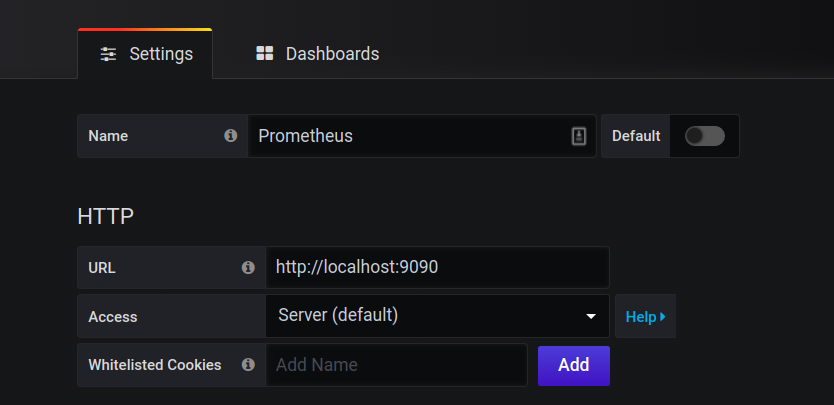 Settings Dashboards
Name Prometheus Default
HTTP
URL http://localhost:9090
Access Server (default) Help
Whitelisted Cookies Add Name Add